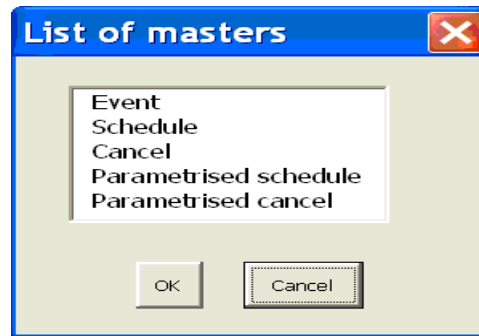 List of masters
Event
Schedule
Cancel
Parametrised schedule
Parametrised cancel
OK
Cancel